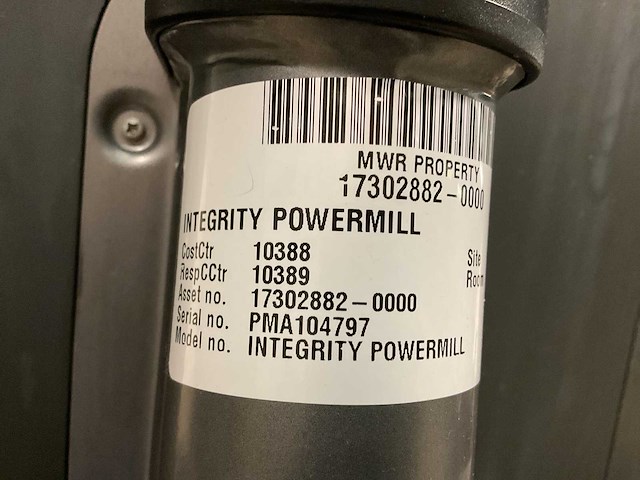 MWR PROPERTY
17302882-0000
INTEGRITY POWERMILL
CostCtr 10388 Site
RespCCtr 10389 Room
Asset no. 17302882-0000
Serial no. PMA104797
Model no. INTEGRITY POWERMILL